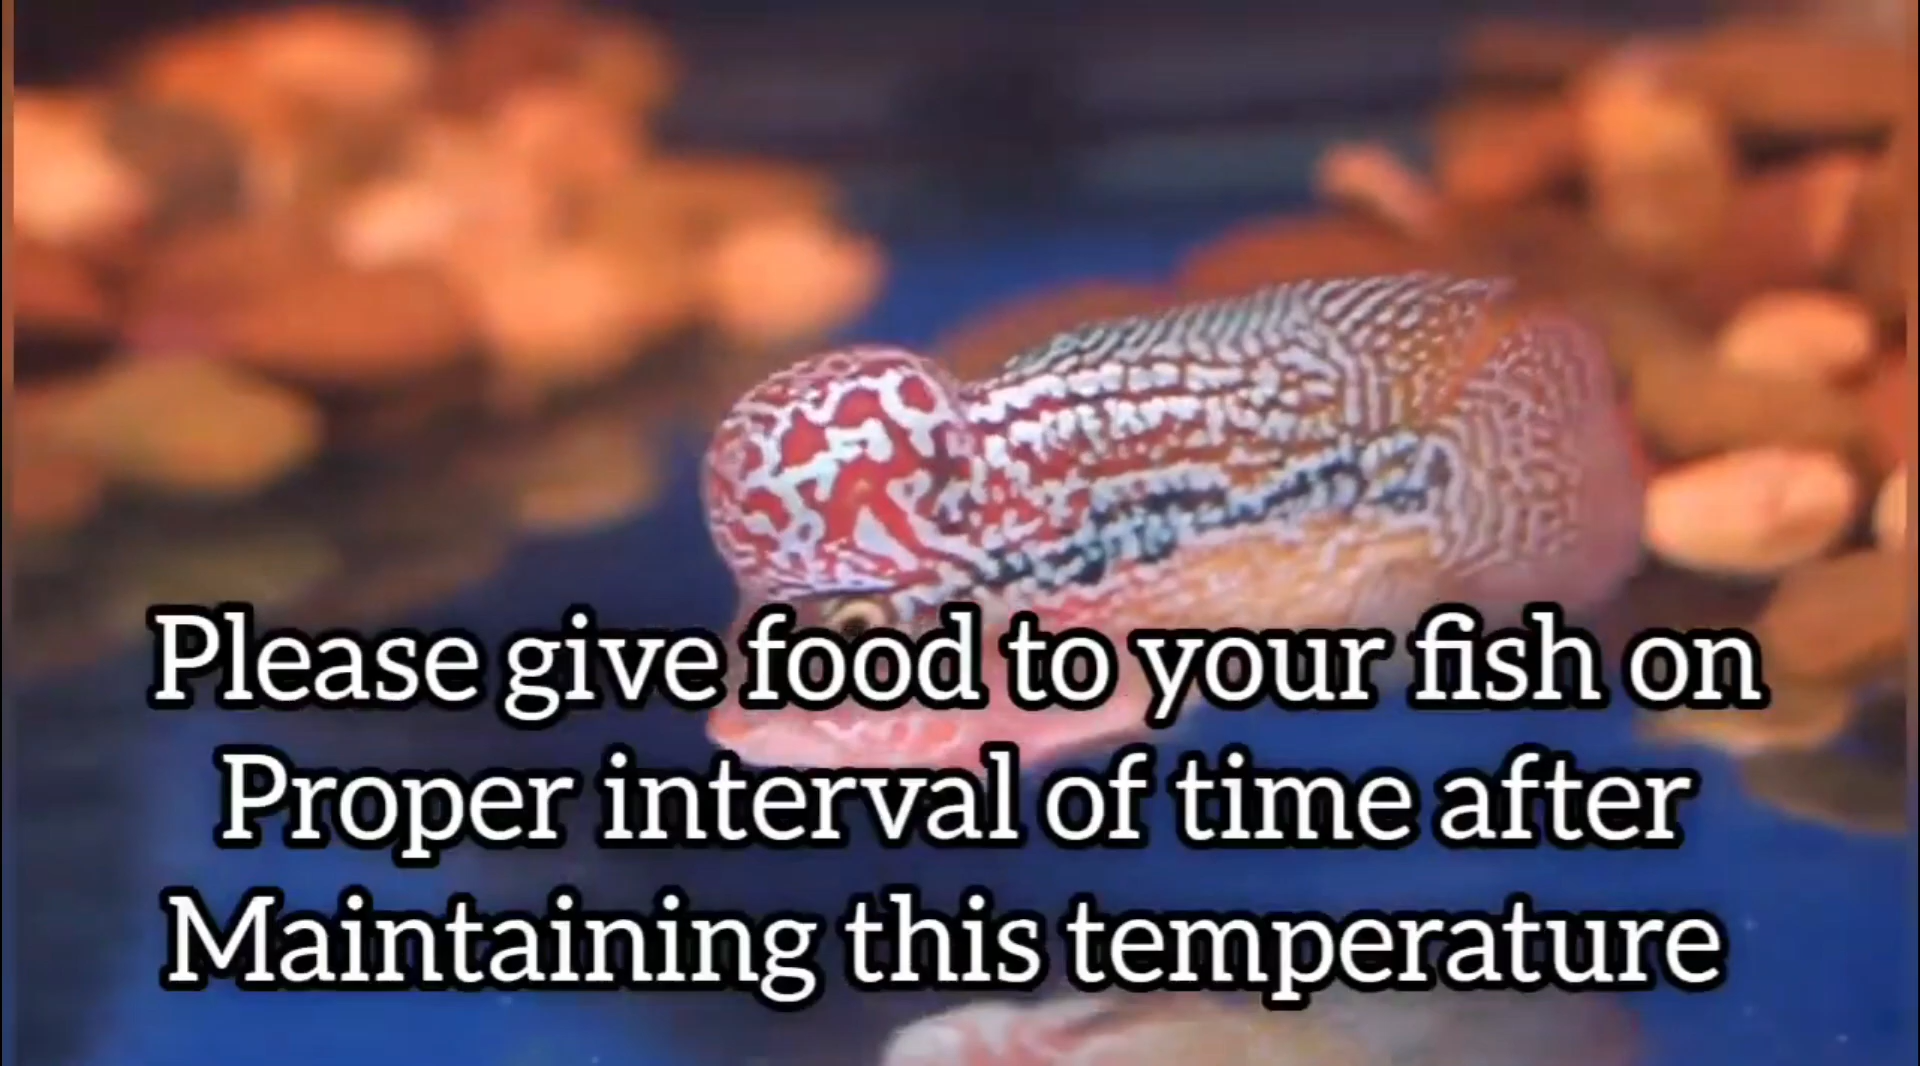 Please give food to your fish on
Proper interval of time after
Maintaining this temperature